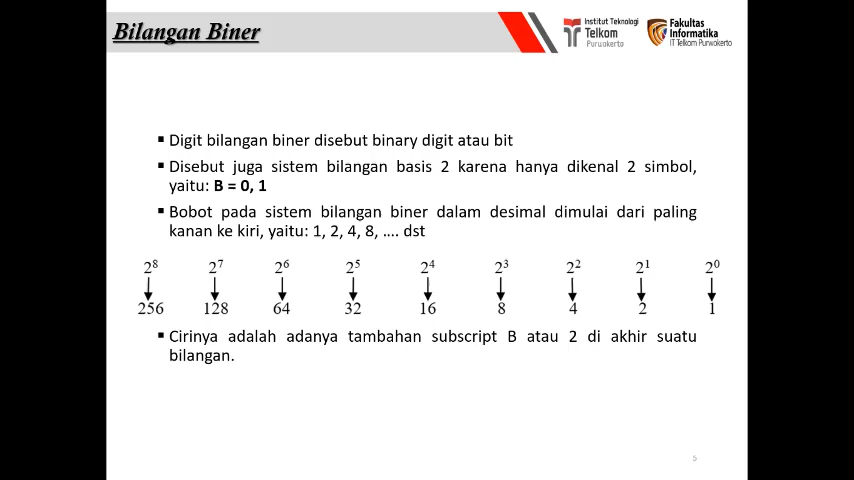 Bilangan Biner
Institut Teknologi
Telkom
Purwokerto
Fakultas
Informatika
IT Telkom Purwokerto
▪ Digit bilangan biner disebut binary digit atau bit
▪ Disebut juga sistem bilangan basis 2 karena hanya dikenal 2 simbol,
yaitu: B = 0, 1
▪ Bobot pada sistem bilangan biner dalam desimal dimulai dari paling
kanan ke kiri, yaitu: 1, 2, 4, 8, .... dst
2⁸ 2⁷ 2⁶ 2⁵ 2⁴ 2³ 2² 2¹ 2⁰
256 128 64 32 16 8 4 2 1
▪ Cirinya adalah adanya tambahan subscript B atau 2 di akhir suatu
bilangan.
5